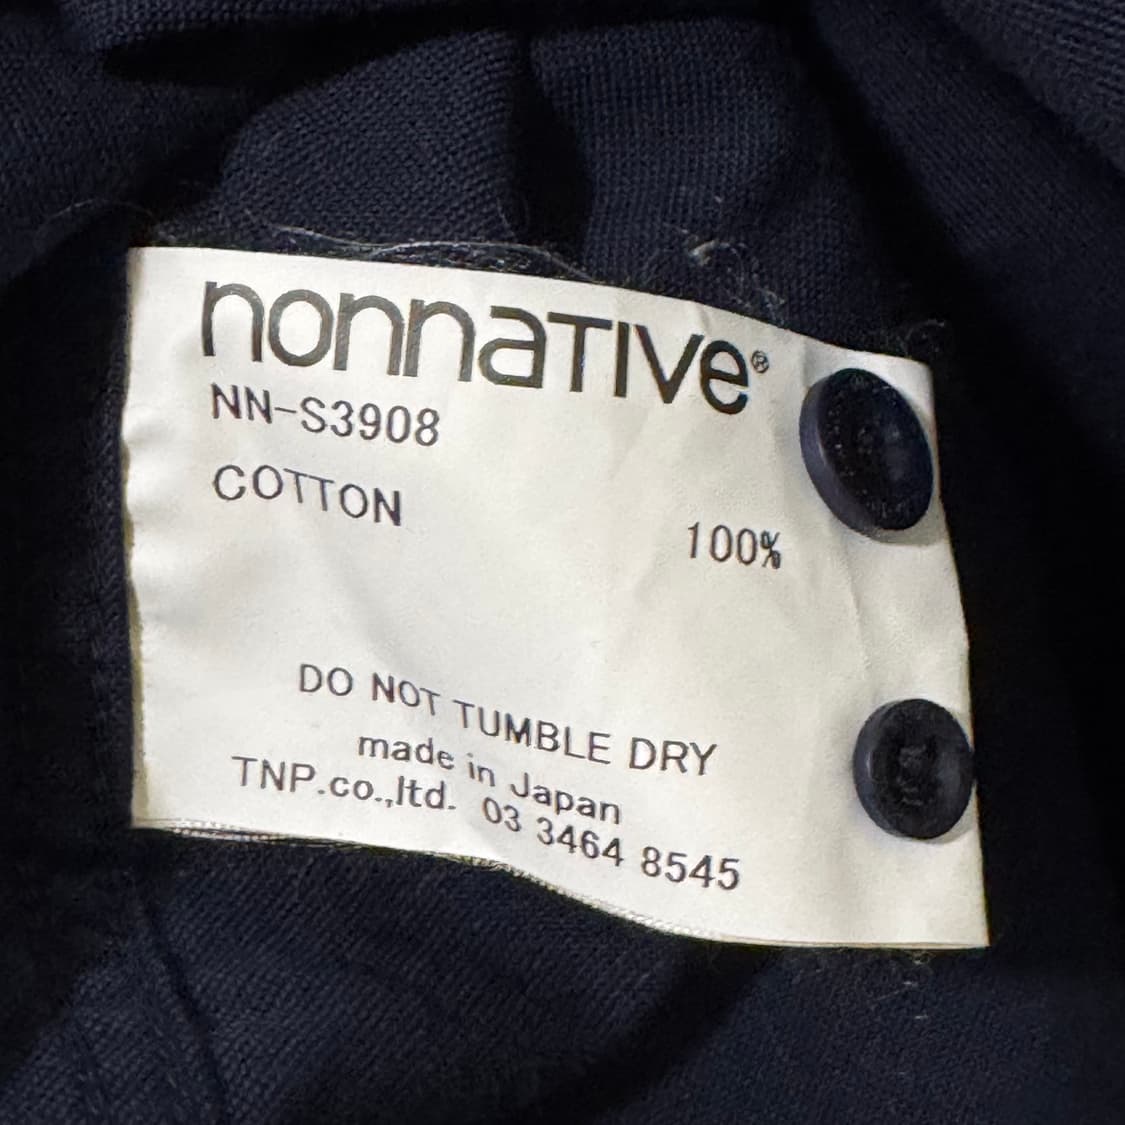 nonnaTIVe®
NN-S3908
COTTON 100%
DO NOT TUMBLE DRY
made in Japan
TNP.co.,ltd. 03 3464 8545